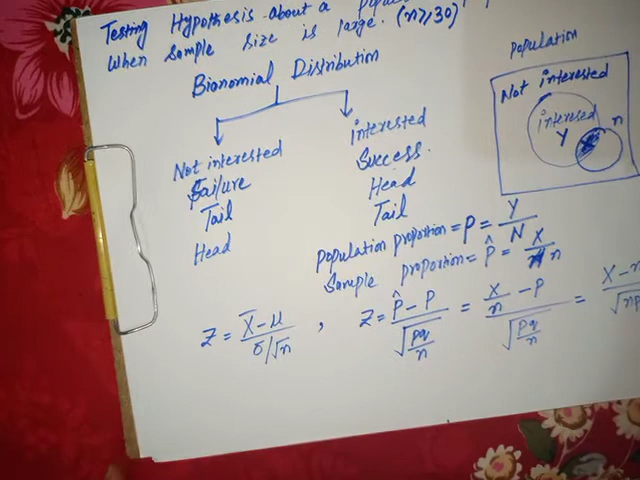 Testing Hypothesis about a
When Sample Size is large. (n≥30)
Bionomial Distribution
Not interested
Failure
Tail
Head
interested
Success.
Head
Tail
population
Not interested
interesed
Y
x
n
Population proportion = P = Y/N
Sample proportion = P̂ = X/n
Z = X̄-μ / σ/√n , Z = P̂-P / √pq/n = X/n - P / √pq/n =